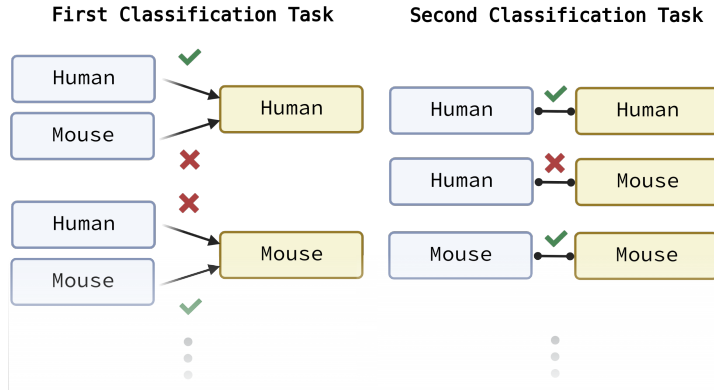 First Classification Task
Human
Mouse
Human
Human
Mouse
Mouse
Second Classification Task
Human Human
Human Mouse
Mouse Mouse